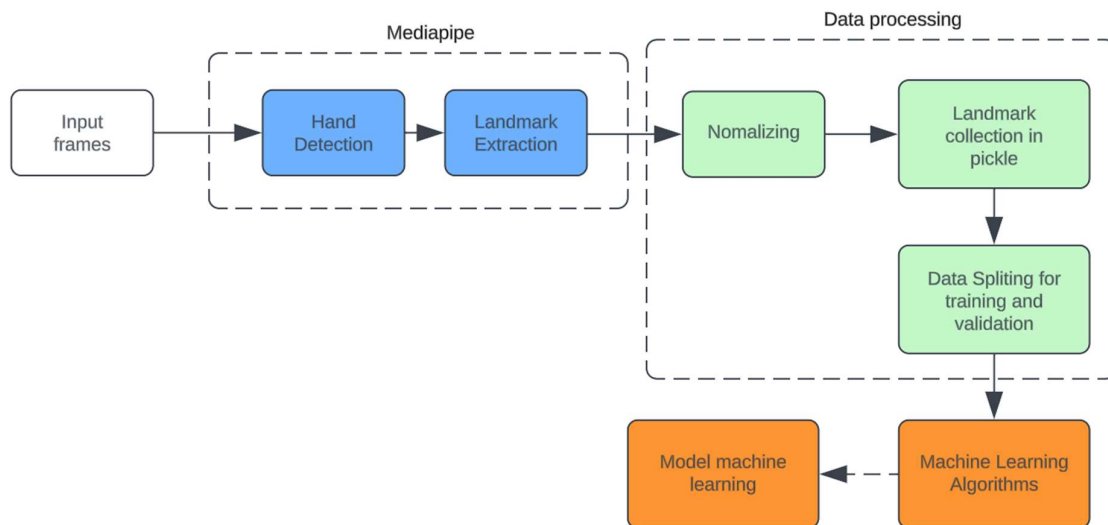 Mediapipe
Data processing
Input
frames
Hand
Detection
Landmark
Extraction
Nomalizing
Landmark
collection in
pickle
Data Spliting for
training and
validation
Model machine
learning
Machine Learning
Algorithms